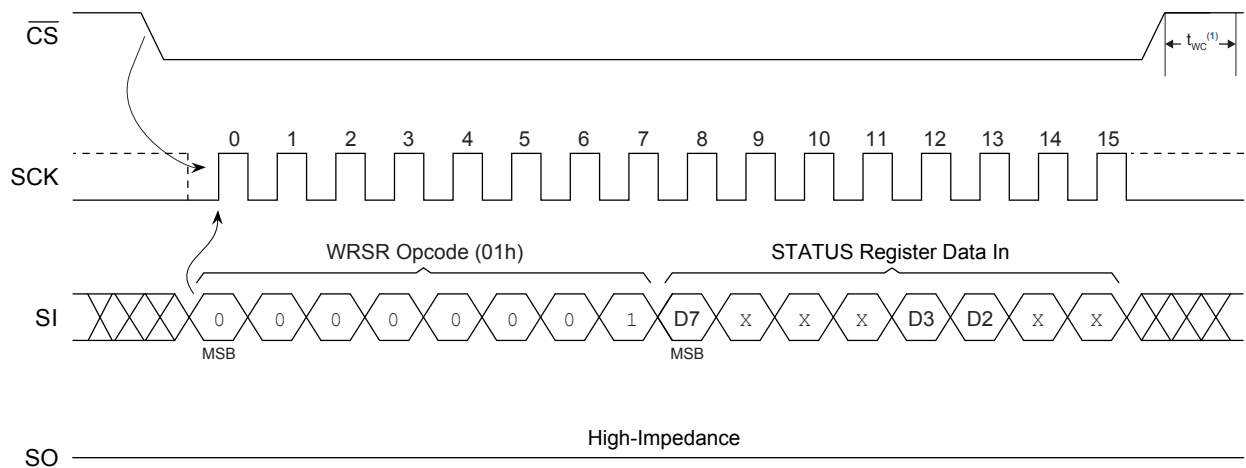 CS
t_WC(1)
0 1 2 3 4 5 6 7 8 9 10 11 12 13 14 15
SCK
WRSR Opcode (01h) STATUS Register Data In
SI 0 0 0 0 0 0 0 1 D7 X X X D3 D2 X X
MSB MSB
High-Impedance
SO